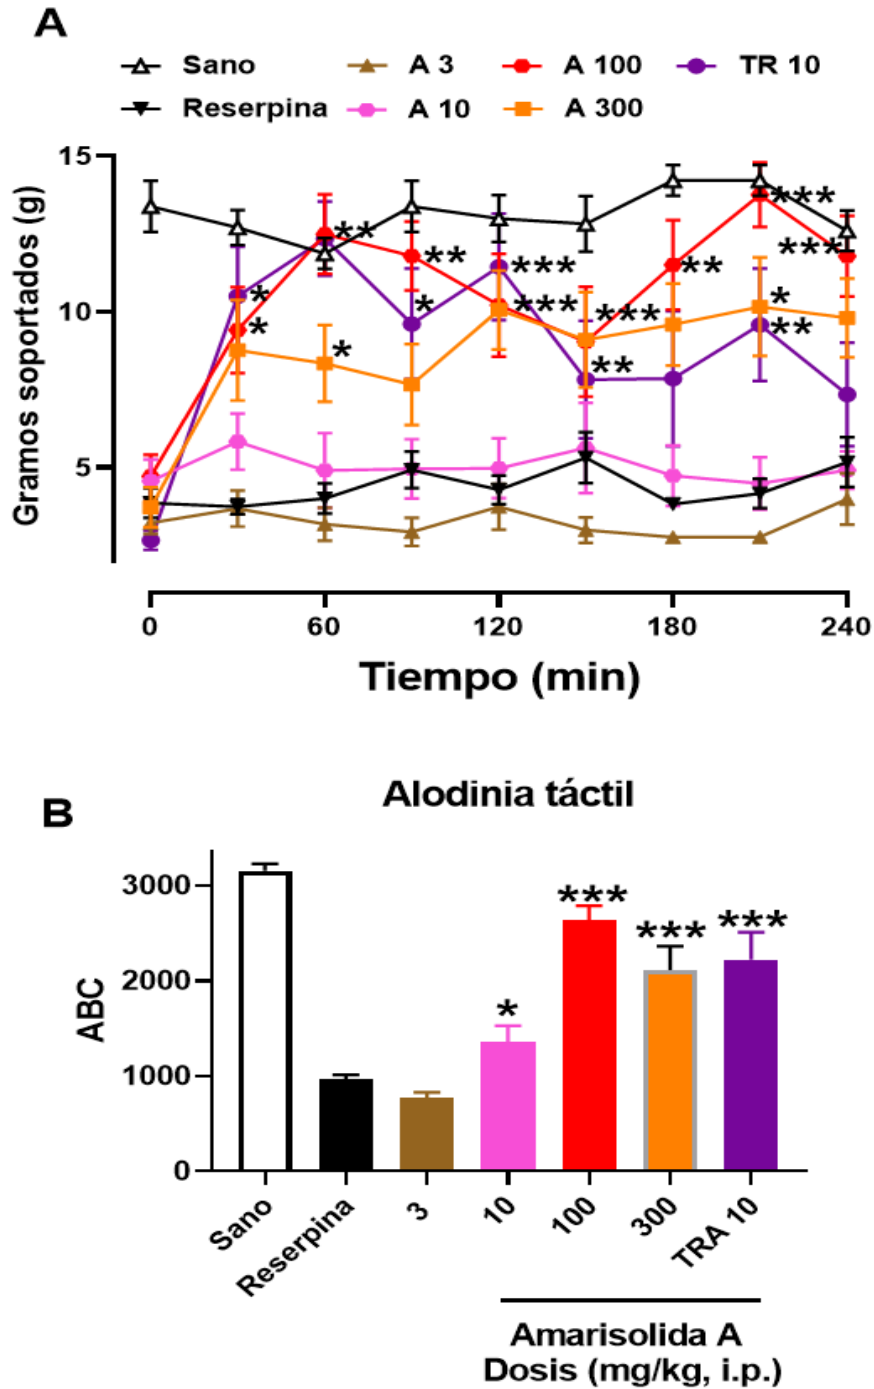 A
Sano A 3 A 100 TR 10
Reserpina A 10 A 300
15
10
5
Gramos soportados (g)
*
*
**
*
**
*
***
***
***
**
**
***
*
**
***
0 60 120 180 240
Tiempo (min)
B
Alodinia táctil
3000
2000
1000
0
ABC
*
***
***
***
Sano Reserpina 3 10 100 300 TRA 10
Amarisolida A
Dosis (mg/kg, i.p.)